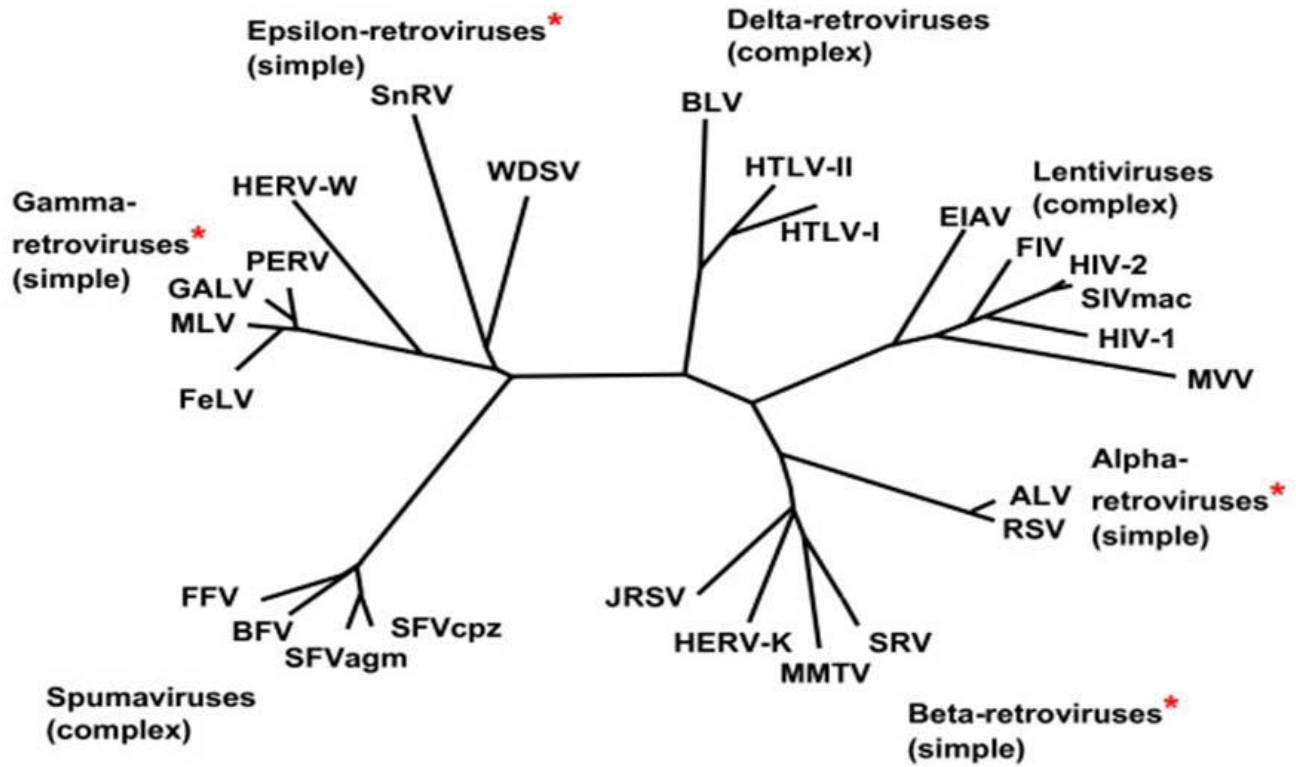 Epsilon-retroviruses*
(simple)
Delta-retroviruses
(complex)
SnRV
BLV
WDSV
HTLV-II
HTLV-I
HERV-W
Gamma-
retroviruses*
(simple)
PERV
GALV
MLV
FeLV
Lentiviruses
(complex)
EIAV
FIV
HIV-2
SIVmac
HIV-1
MVV
Alpha-
retroviruses*
(simple)
ALV
RSV
FFV
BFV
SFVagm
SFVcpz
Spumaviruses
(complex)
JRSV
HERV-K
MMTV
SRV
Beta-retroviruses*
(simple)